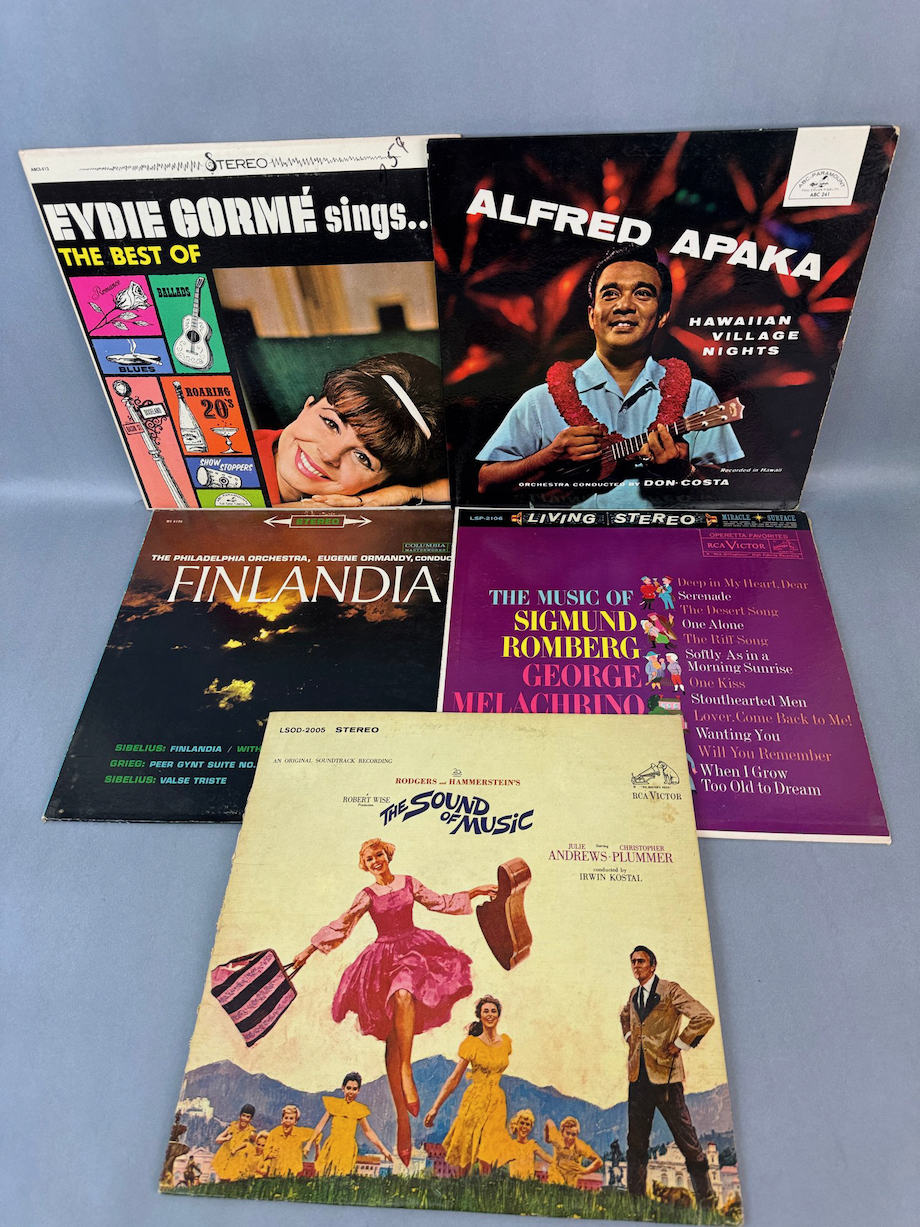 STEREO
25¢
EYDIE GORMÉ sings..
THE BEST OF
Romance
BALLADS
BLUES
DIXIELAND
ROARING
20's
SHOW STOPPERS
ABC-PARAMOUNT
ABC 241
ALFRED APAKA
HAWAIIAN
VILLAGE
NIGHTS
Recorded in Hawaii
ORCHESTRA CONDUCTED BY DON COSTA
STEREO
COLUMBIA
MASTERWORKS
THE PHILADELPHIA ORCHESTRA, EUGENE ORMANDY, CONDUC
FINLANDIA
SIBELIUS: FINLANDIA / WITH
GRIEG: PEER GYNT SUITE NO.
SIBELIUS: VALSE TRISTE
LSP-2106 LIVING STEREO MIRACLE SURFACE
OPERETTA FAVORITES
RCA VICTOR
THE MUSIC OF
SIGMUND
ROMBERG
GEORGE
MELACHRINO
Deep in My Heart, Dear
Serenade
The Desert Song
One Alone
The Riff Song
Softly As in a
Morning Sunrise
One Kiss
Stouthearted Men
Lover, Come Back to Me!
Wanting You
Will You Remember
When I Grow
Too Old to Dream
LSOD-2005 STEREO
AN ORIGINAL SOUNDTRACK RECORDING
RODGERS and HAMMERSTEIN'S
ROBERT WISE
Production
THE SOUND
OF MUSIC
RCA VICTOR
JULIE starring CHRISTOPHER
ANDREWS - PLUMMER
conducted by
IRWIN KOSTAL